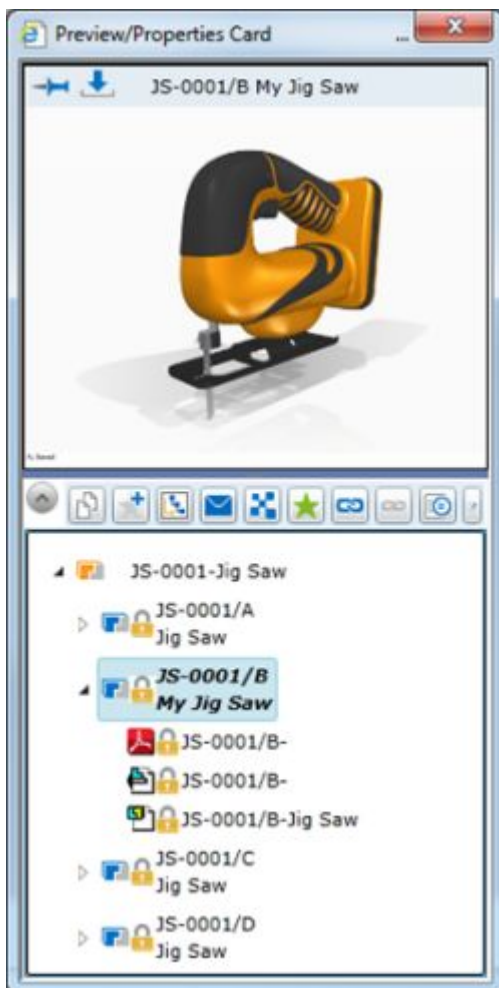 Preview/Properties Card
...
JS-0001/B My Jig Saw
JS-0001-Jig Saw
JS-0001/A
Jig Saw
JS-0001/B
My Jig Saw
JS-0001/B-
JS-0001/B-
JS-0001/B-Jig Saw
JS-0001/C
Jig Saw
JS-0001/D
Jig Saw